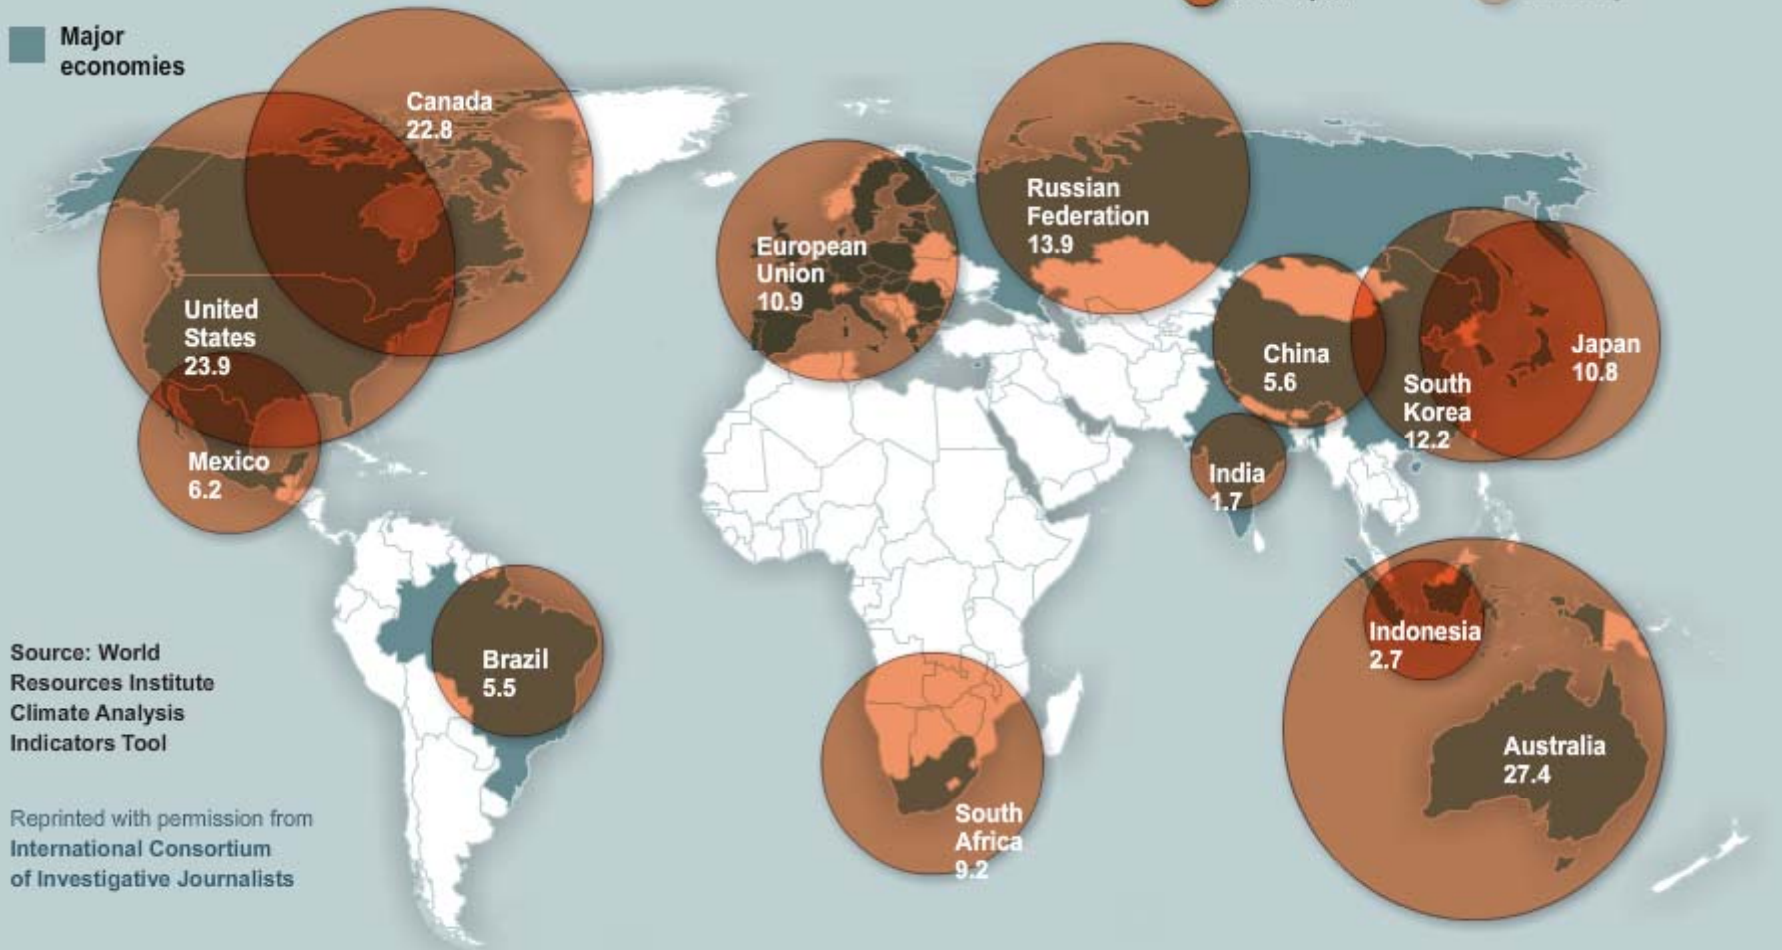 Major
economies
Canada
22.8
United
States
23.9
Mexico
6.2
Brazil
5.5
European
Union
10.9
Russian
Federation
13.9
China
5.6
India
1.7
South
Korea
12.2
Japan
10.8
Indonesia
2.7
Australia
27.4
South
Africa
9.2
Source: World
Resources Institute
Climate Analysis
Indicators Tool
Reprinted with permission from
International Consortium
of Investigative Journalists